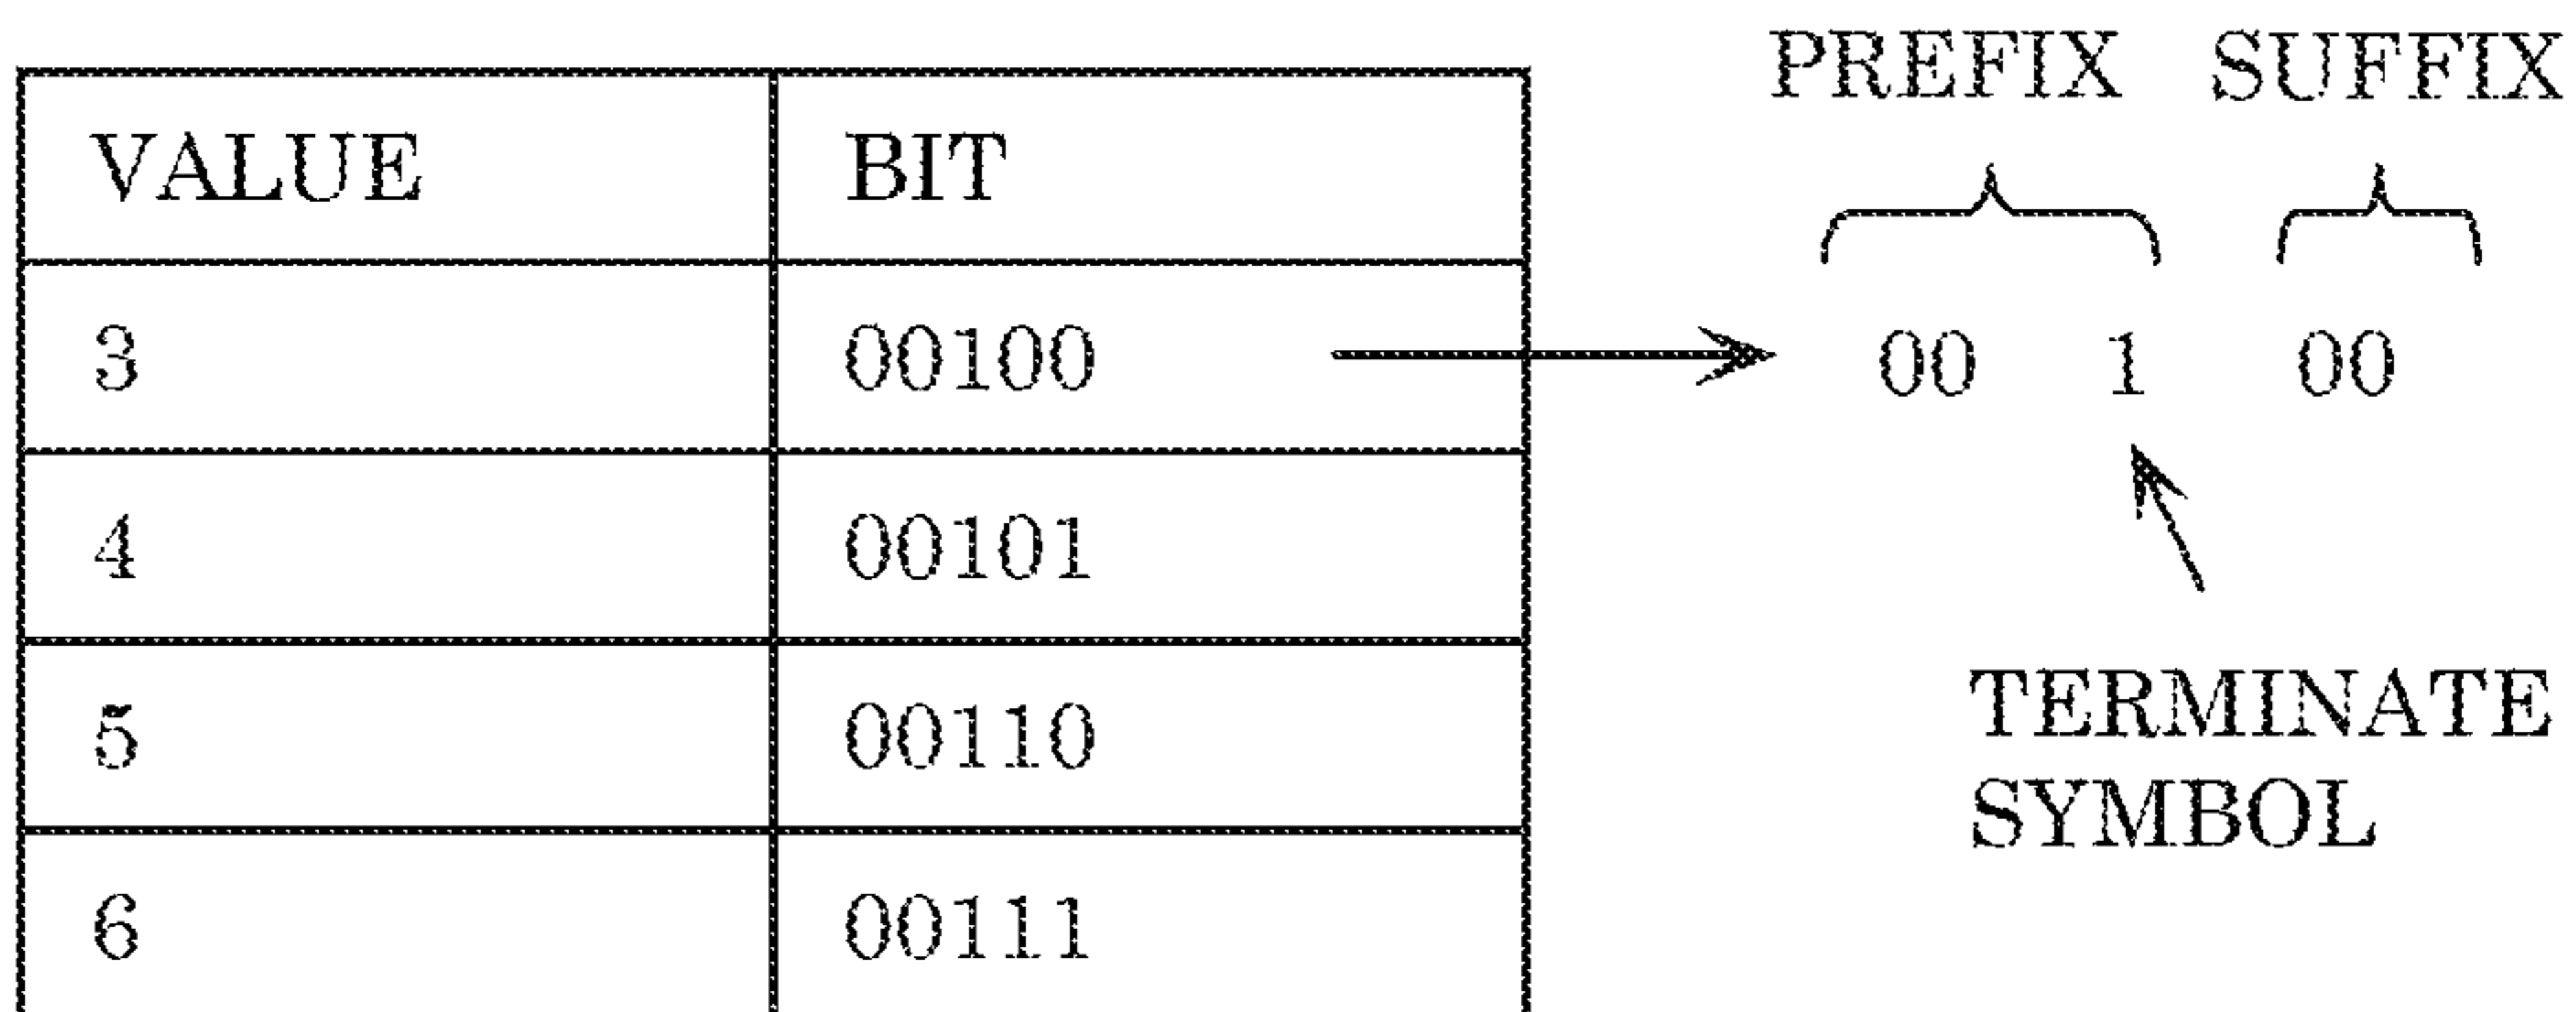 PREFIX SUFFIX
VALUE BIT
3 00100 00 1 00
4 00101
5 00110
TERMINATE
SYMBOL
6 00111